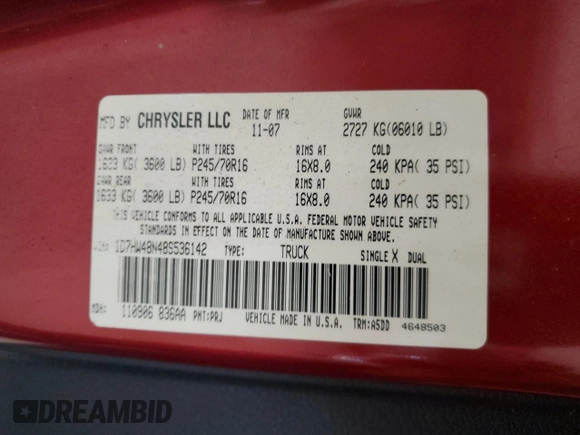 MFD BY CHRYSLER LLC DATE OF MFR 11-07 GVWR 2727 KG(06010 LB)
GAWR FRONT WITH TIRES RIMS AT COLD
1633 KG( 3600 LB) P245/70R16 16X8.0 240 KPA( 35 PSI)
GAWR REAR WITH TIRES RIMS AT COLD
1633 KG( 3600 LB) P245/70R16 16X8.0 240 KPA( 35 PSI)
THIS VEHICLE CONFORMS TO ALL APPLICABLE U.S.A. FEDERAL MOTOR VEHICLE SAFETY
STANDARDS IN EFFECT ON THE DATE OF MANUFACTURE SHOWN ABOVE.
VIN: 1D7HW48N48S536142 TYPE: TRUCK SINGLE X DUAL
MDH: 110906 836AA PNT:PRJ VEHICLE MADE IN U.S.A. TRM:A5DD 4648503
DREAMBID